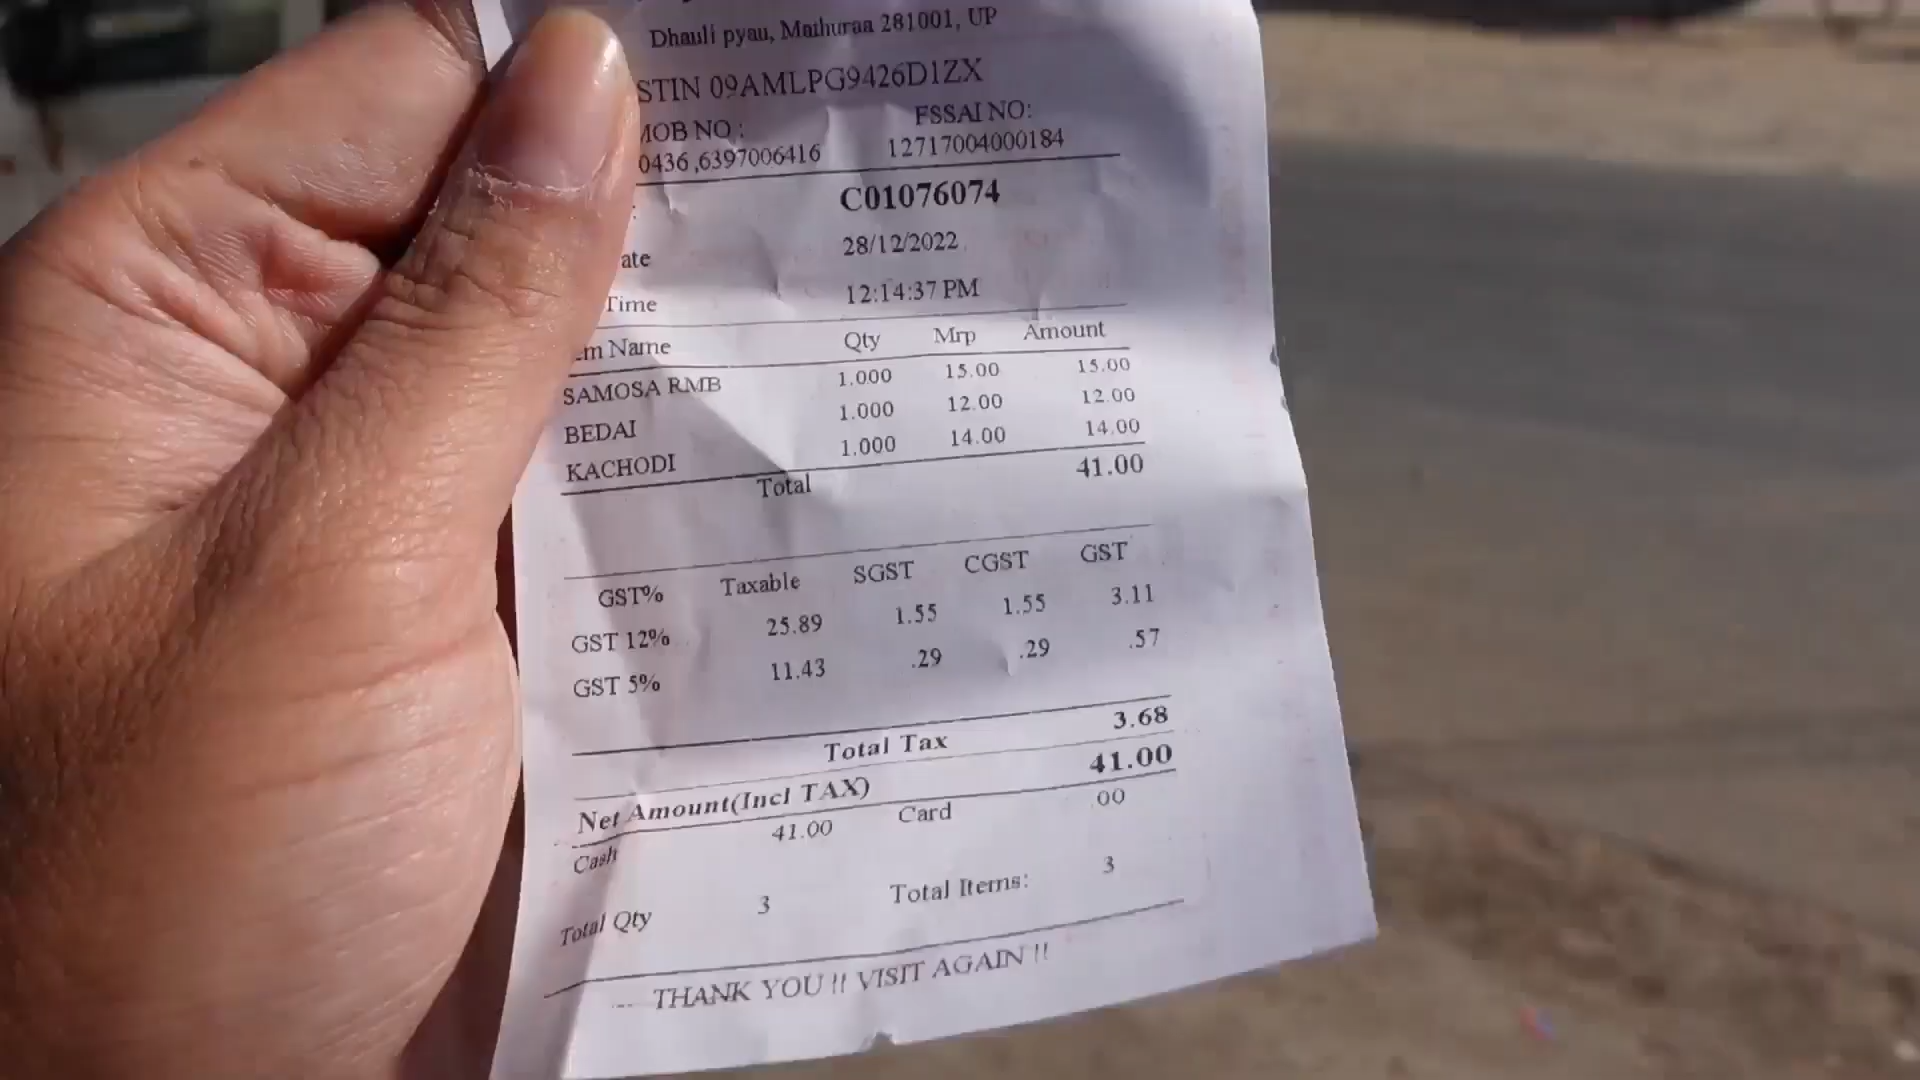 Dhauli pyau, Mathuraa 281001, UP
STIN 09AMLPG9426D1ZX
MOB NO : FSSAI NO:
0436 ,6397006416 12717004000184
: C01076074
ate 28/12/2022
Time 12:14:37 PM
em Name Qty Mrp Amount
SAMOSA RMB 1.000 15.00 15.00
BEDAI 1.000 12.00 12.00
KACHODI 1.000 14.00 14.00
Total 41.00
GST% Taxable SGST CGST GST
GST 12% 25.89 1.55 1.55 3.11
GST 5% 11.43 .29 .29 .57
Total Tax 3.68
Net Amount(Incl TAX) 41.00
Cash 41.00 Card .00
Total Qty 3 Total Items: 3
THANK YOU !! VISIT AGAIN !!